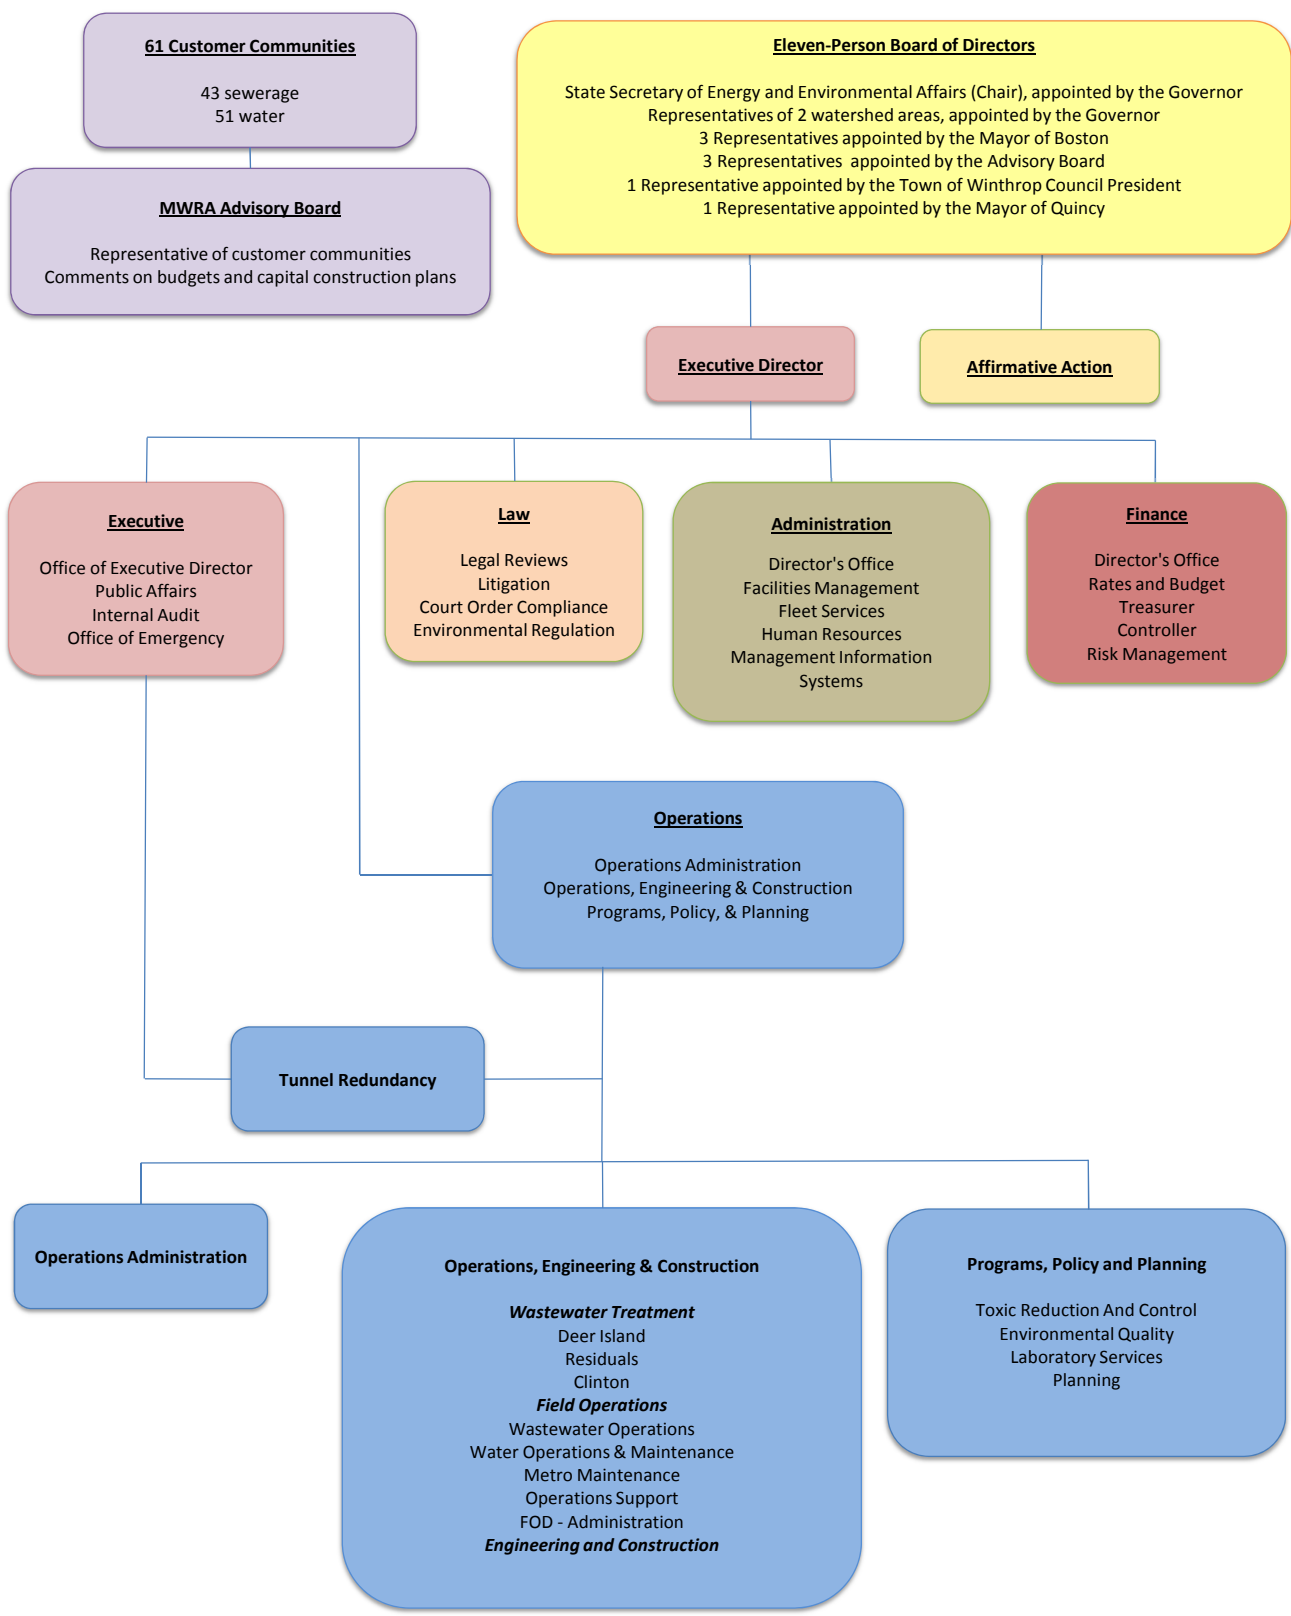 61 Customer Communities
43 sewerage
51 water
MWRA Advisory Board
Representative of customer communities
Comments on budgets and capital construction plans
Eleven-Person Board of Directors
State Secretary of Energy and Environmental Affairs (Chair), appointed by the Governor
Representatives of 2 watershed areas, appointed by the Governor
3 Representatives appointed by the Mayor of Boston
3 Representatives  appointed by the Advisory Board
1 Representative appointed by the Town of Winthrop Council President
1 Representative appointed by the Mayor of Quincy
Executive Director
Affirmative Action
Executive
Office of Executive Director
Public Affairs
Internal Audit
Office of Emergency
Law
Legal Reviews
Litigation
Court Order Compliance
Environmental Regulation
Administration
Director's Office
Facilities Management
Fleet Services
Human Resources
Management Information
Systems
Finance
Director's Office
Rates and Budget
Treasurer
Controller
Risk Management
Operations
Operations Administration
Operations, Engineering & Construction
Programs, Policy, & Planning
Tunnel Redundancy
Operations Administration
Operations, Engineering & Construction
Wastewater Treatment
Deer Island
Residuals
Clinton
Field Operations
Wastewater Operations
Water Operations & Maintenance
Metro Maintenance
Operations Support
FOD - Administration
Engineering and Construction
Programs, Policy and Planning
Toxic Reduction And Control
Environmental Quality
Laboratory Services
Planning